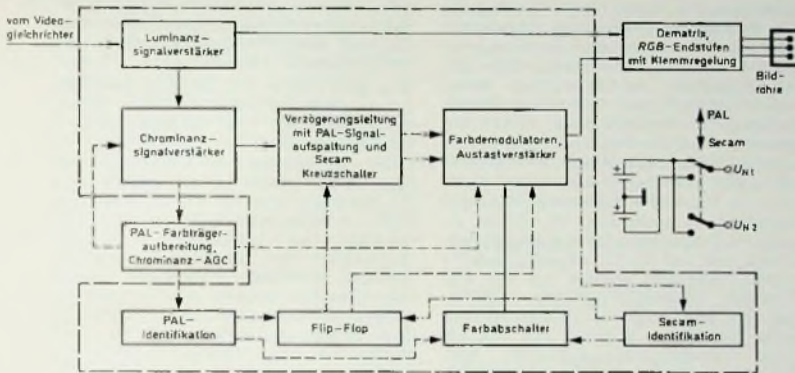 vom Video-
gleichrichter
Luminanz-
signalverstärker
Dematrix,
RGB-Endstufen
mit Klemmregelung
Bild-
röhre
Chrominanz-
signalverstärker
Verzögerungsleitung
mit PAL-Signal-
aufspaltung und
Secam
Kreuzschalter
Farbdemodulatoren,
Austastverstärker
PAL
Secam
+
+
UN1
UN2
PAL-Farbträger-
aufbereitung,
Chrominanz-AGC
PAL-
Identifikation
Flip-Flop
Farbabschalter
Secam-
Identifikation